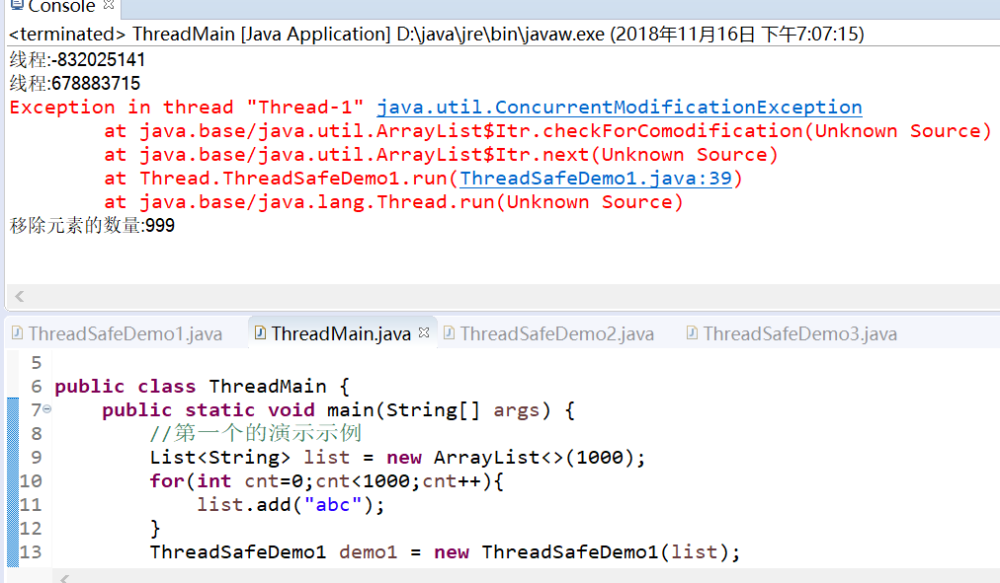 Console
<terminated> ThreadMain [Java Application] D:\java\jre\bin\javaw.exe (2018年11月16日 下午7:07:15)
线程:-832025141
线程:678883715
Exception in thread "Thread-1" java.util.ConcurrentModificationException
at java.base/java.util.ArrayList$Itr.checkForComodification(Unknown Source)
at java.base/java.util.ArrayList$Itr.next(Unknown Source)
at Thread.ThreadSafeDemo1.run(ThreadSafeDemo1.java:39)
at java.base/java.lang.Thread.run(Unknown Source)
移除元素的数量:999
ThreadSafeDemo1.java ThreadMain.java ThreadSafeDemo2.java ThreadSafeDemo3.java
5
6 public class ThreadMain {
7 public static void main(String[] args) {
8 //第一个的演示示例
9 List<String> list = new ArrayList<>(1000);
10 for(int cnt=0;cnt<1000;cnt++){
11 list.add("abc");
12 }
13 ThreadSafeDemo1 demo1 = new ThreadSafeDemo1(list);